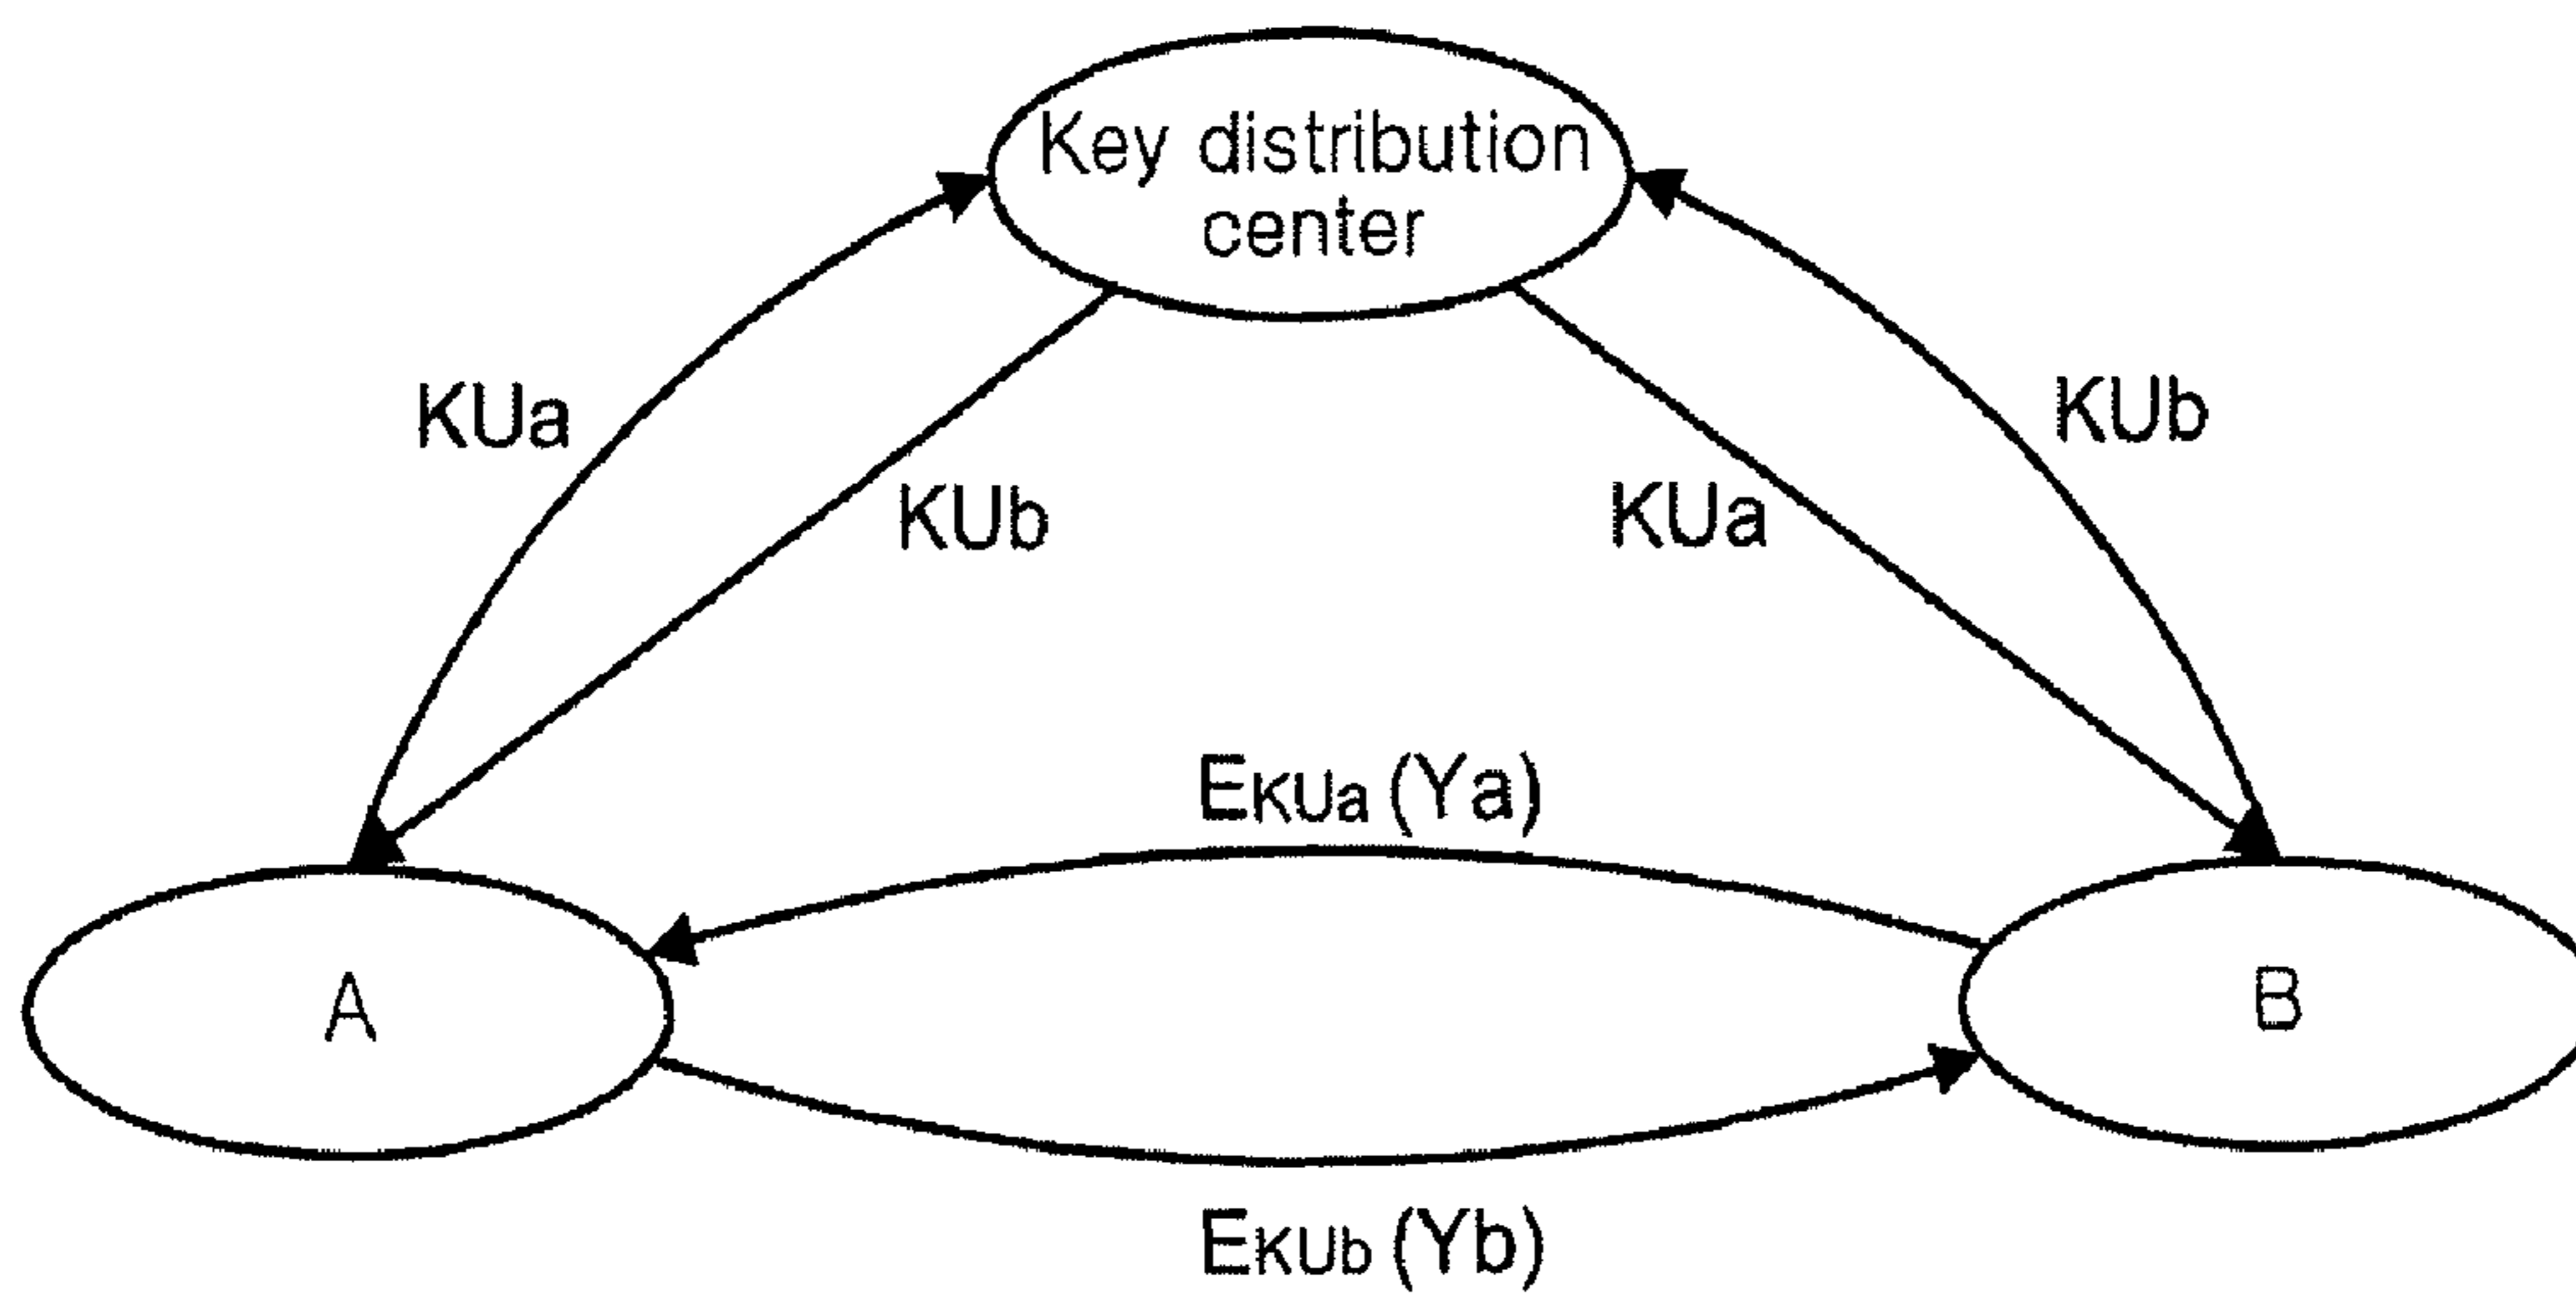 Key distribution
center
KUa
KUb
KUb
KUa
EKUa (Ya)
A
B
EKUb (Yb)